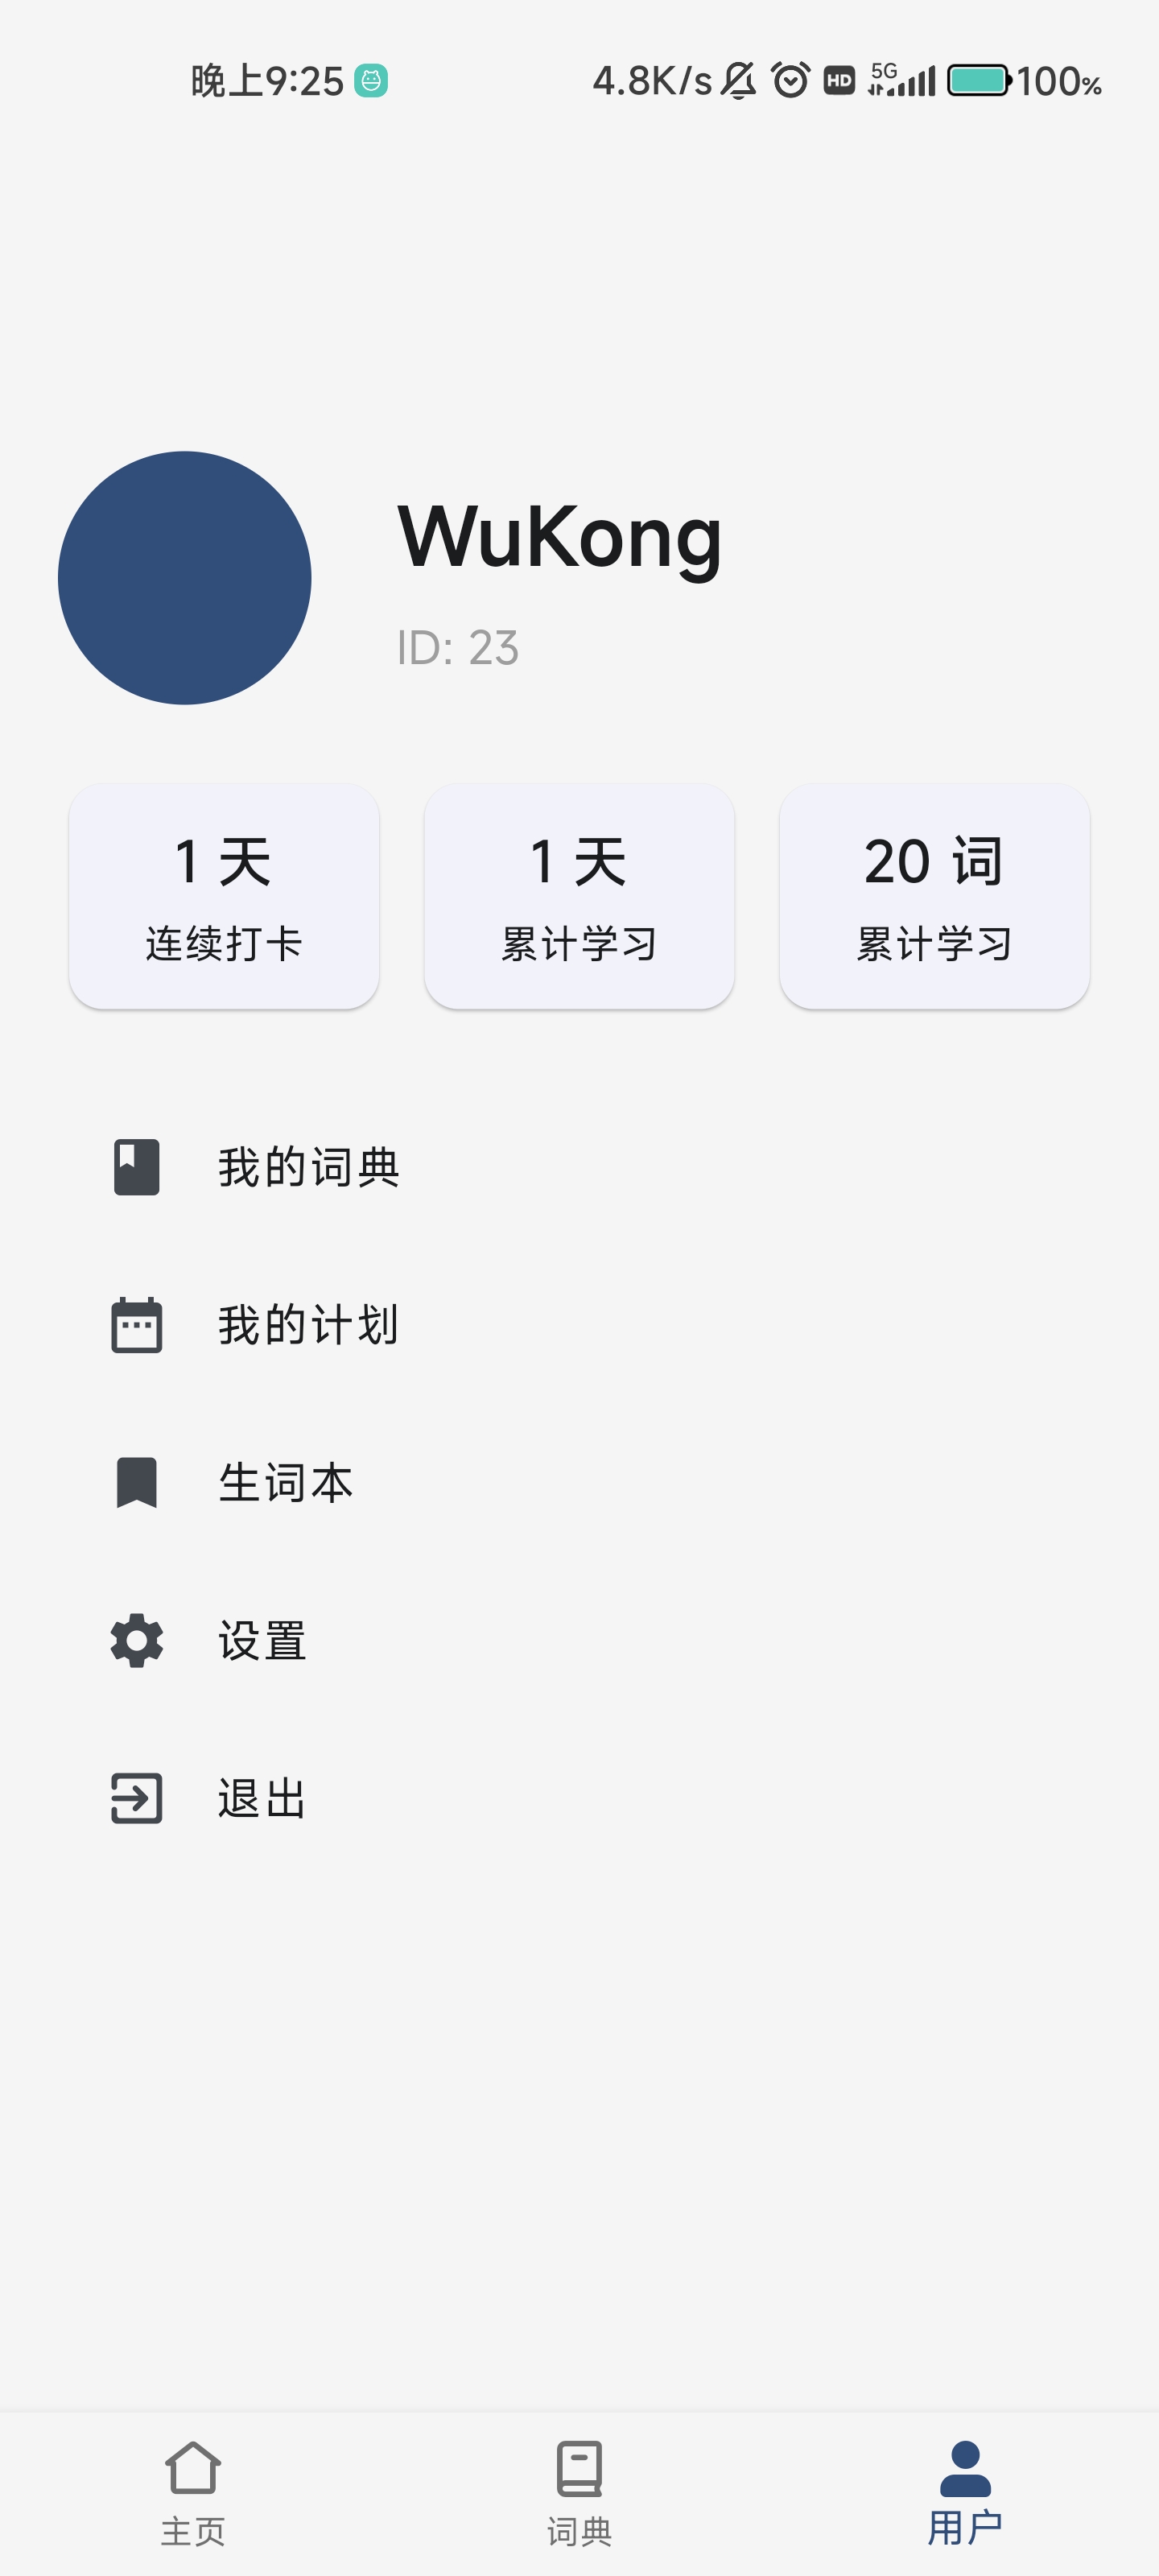 晚上9:25 4.8K/s HD 5G 100%
WuKong
ID: 23
1 天 1 天 20 词
连续打卡 累计学习 累计学习
我的词典
我的计划
生词本
设置
退出
主页 词典 用户